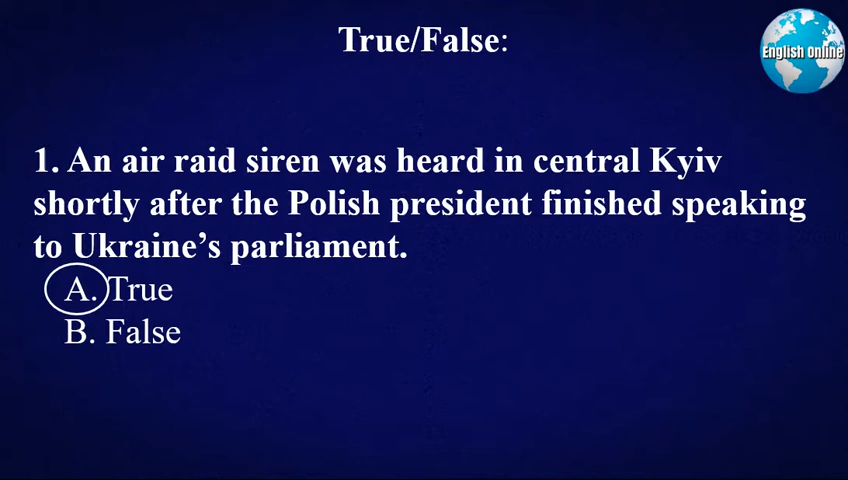 True/False:
English Online
1. An air raid siren was heard in central Kyiv
shortly after the Polish president finished speaking
to Ukraine’s parliament.
A. True
B. False